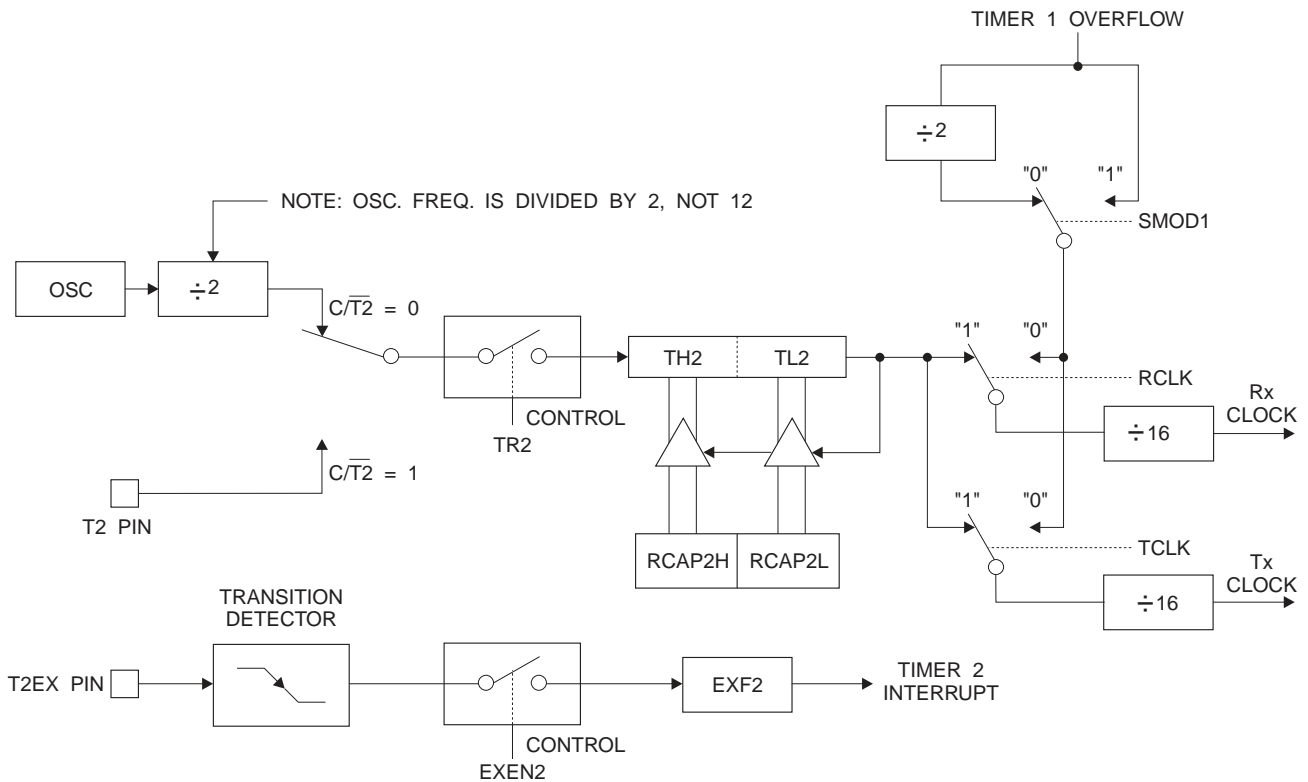 TIMER 1 OVERFLOW
÷2
"0"
"1"
SMOD1
NOTE: OSC. FREQ. IS DIVIDED BY 2, NOT 12
OSC
÷2
C/T̅2̅ = 0
TH2
TL2
"1"
"0"
RCLK
Rx
CLOCK
÷16
CONTROL
TR2
C/T̅2̅ = 1
T2 PIN
RCAP2H
RCAP2L
"1"
"0"
TCLK
Tx
CLOCK
÷16
TRANSITION
DETECTOR
T2EX PIN
EXF2
TIMER 2
INTERRUPT
CONTROL
EXEN2